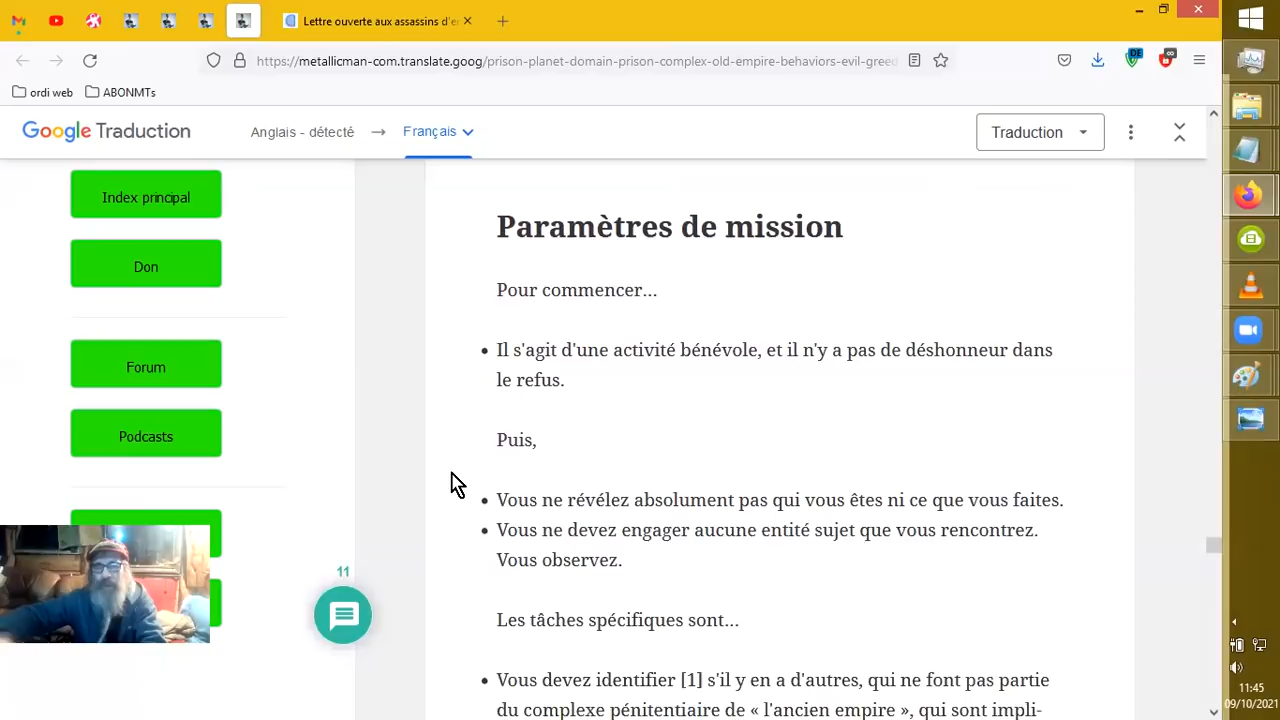 Lettre ouverte aux assassins d'e
https://metallicman-com.translate.goog/prison-planet-domain-prison-complex-old-empire-behaviors-evil-greed
DE
∞
ordi web
ABONMTs
Google Traduction
Anglais - détecté
Français
Traduction
Index principal
Don
Forum
Podcasts
Paramètres de mission
Pour commencer…
• Il s'agit d'une activité bénévole, et il n'y a pas de déshonneur dans
le refus.
Puis,
• Vous ne révélez absolument pas qui vous êtes ni ce que vous faites.
• Vous ne devez engager aucune entité sujet que vous rencontrez.
Vous observez.
Les tâches spécifiques sont…
• Vous devez identifier [1] s'il y en a d'autres, qui ne font pas partie
du complexe pénitentiaire de « l'ancien empire », qui sont impli-
11
11:45
09/10/2021